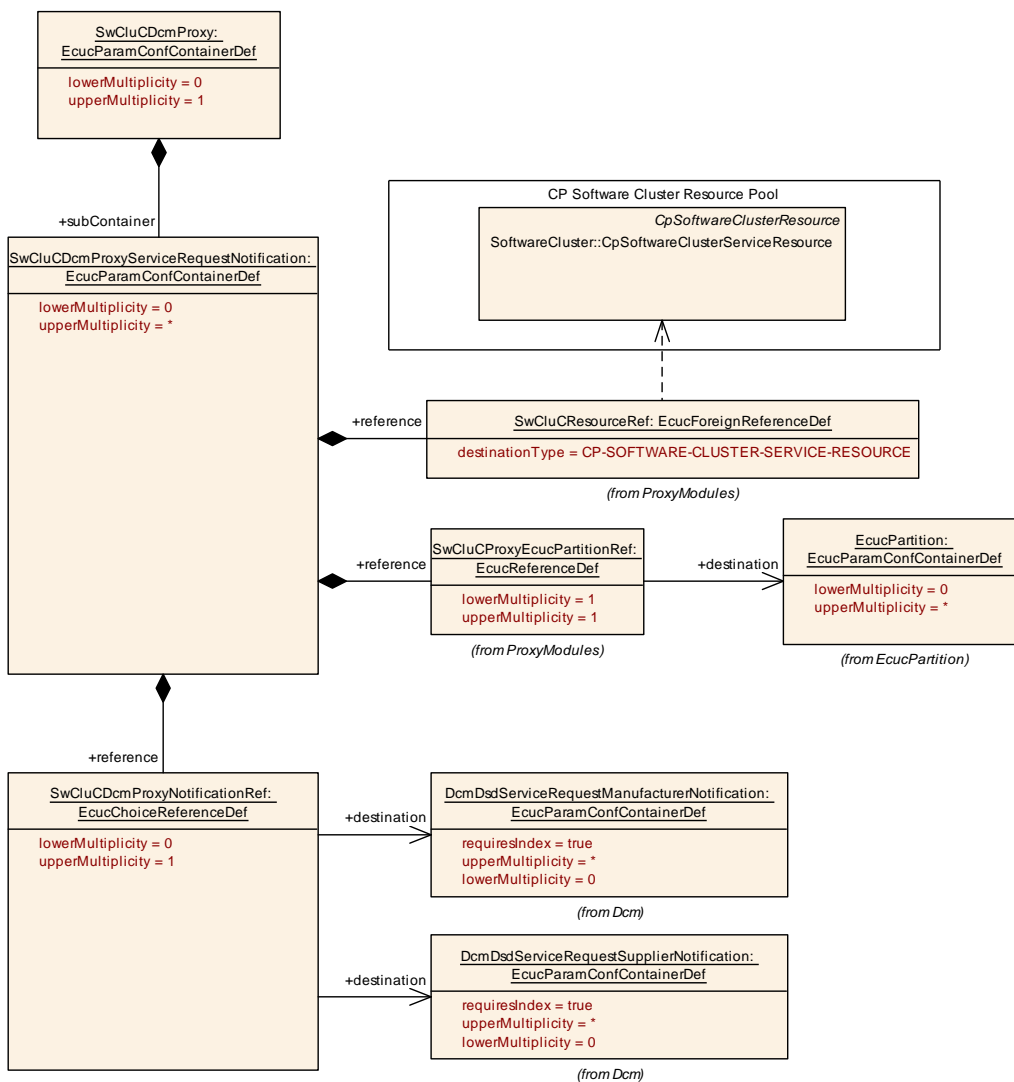 SwCluCDcmProxy:
EcucParamConfContainerDef
lowerMultiplicity = 0
upperMultiplicity = 1
+subContainer
SwCluCDcmProxyServiceRequestNotification:
EcucParamConfContainerDef
lowerMultiplicity = 0
upperMultiplicity = *
CP Software Cluster Resource Pool
CpSoftwareClusterResource
SoftwareCluster::CpSoftwareClusterServiceResource
+reference
SwCluCResourceRef: EcucForeignReferenceDef
destinationType = CP-SOFTWARE-CLUSTER-SERVICE-RESOURCE
(from ProxyModules)
+reference
SwCluCProxyEcucPartitionRef:
EcucReferenceDef
lowerMultiplicity = 1
upperMultiplicity = 1
(from ProxyModules)
+destination
EcucPartition:
EcucParamConfContainerDef
lowerMultiplicity = 0
upperMultiplicity = *
(from EcucPartition)
+reference
SwCluCDcmProxyNotificationRef:
EcucChoiceReferenceDef
lowerMultiplicity = 0
upperMultiplicity = 1
+destination
DcmDsdServiceRequestManufacturerNotification:
EcucParamConfContainerDef
requiresIndex = true
upperMultiplicity = *
lowerMultiplicity = 0
(from Dcm)
+destination
DcmDsdServiceRequestSupplierNotification:
EcucParamConfContainerDef
requiresIndex = true
upperMultiplicity = *
lowerMultiplicity = 0
(from Dcm)